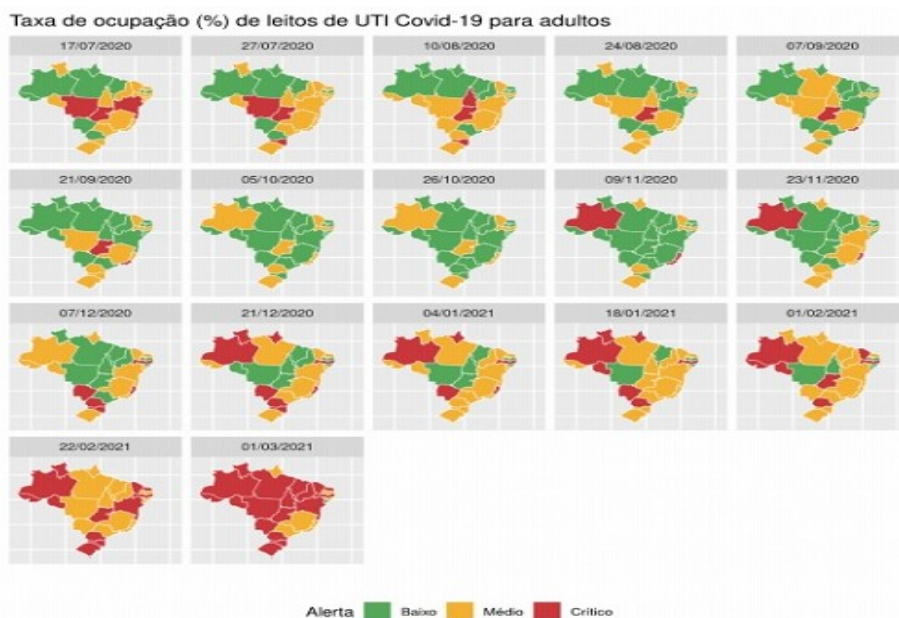 Taxa de ocupação (%) de leitos de UTI Covid-19 para adultos
17/07/2020 27/07/2020 10/08/2020 24/08/2020 07/09/2020
21/09/2020 05/10/2020 26/10/2020 09/11/2020 23/11/2020
07/12/2020 21/12/2020 04/01/2021 18/01/2021 01/02/2021
22/02/2021 01/03/2021
Alerta Baixo Médio Crítico